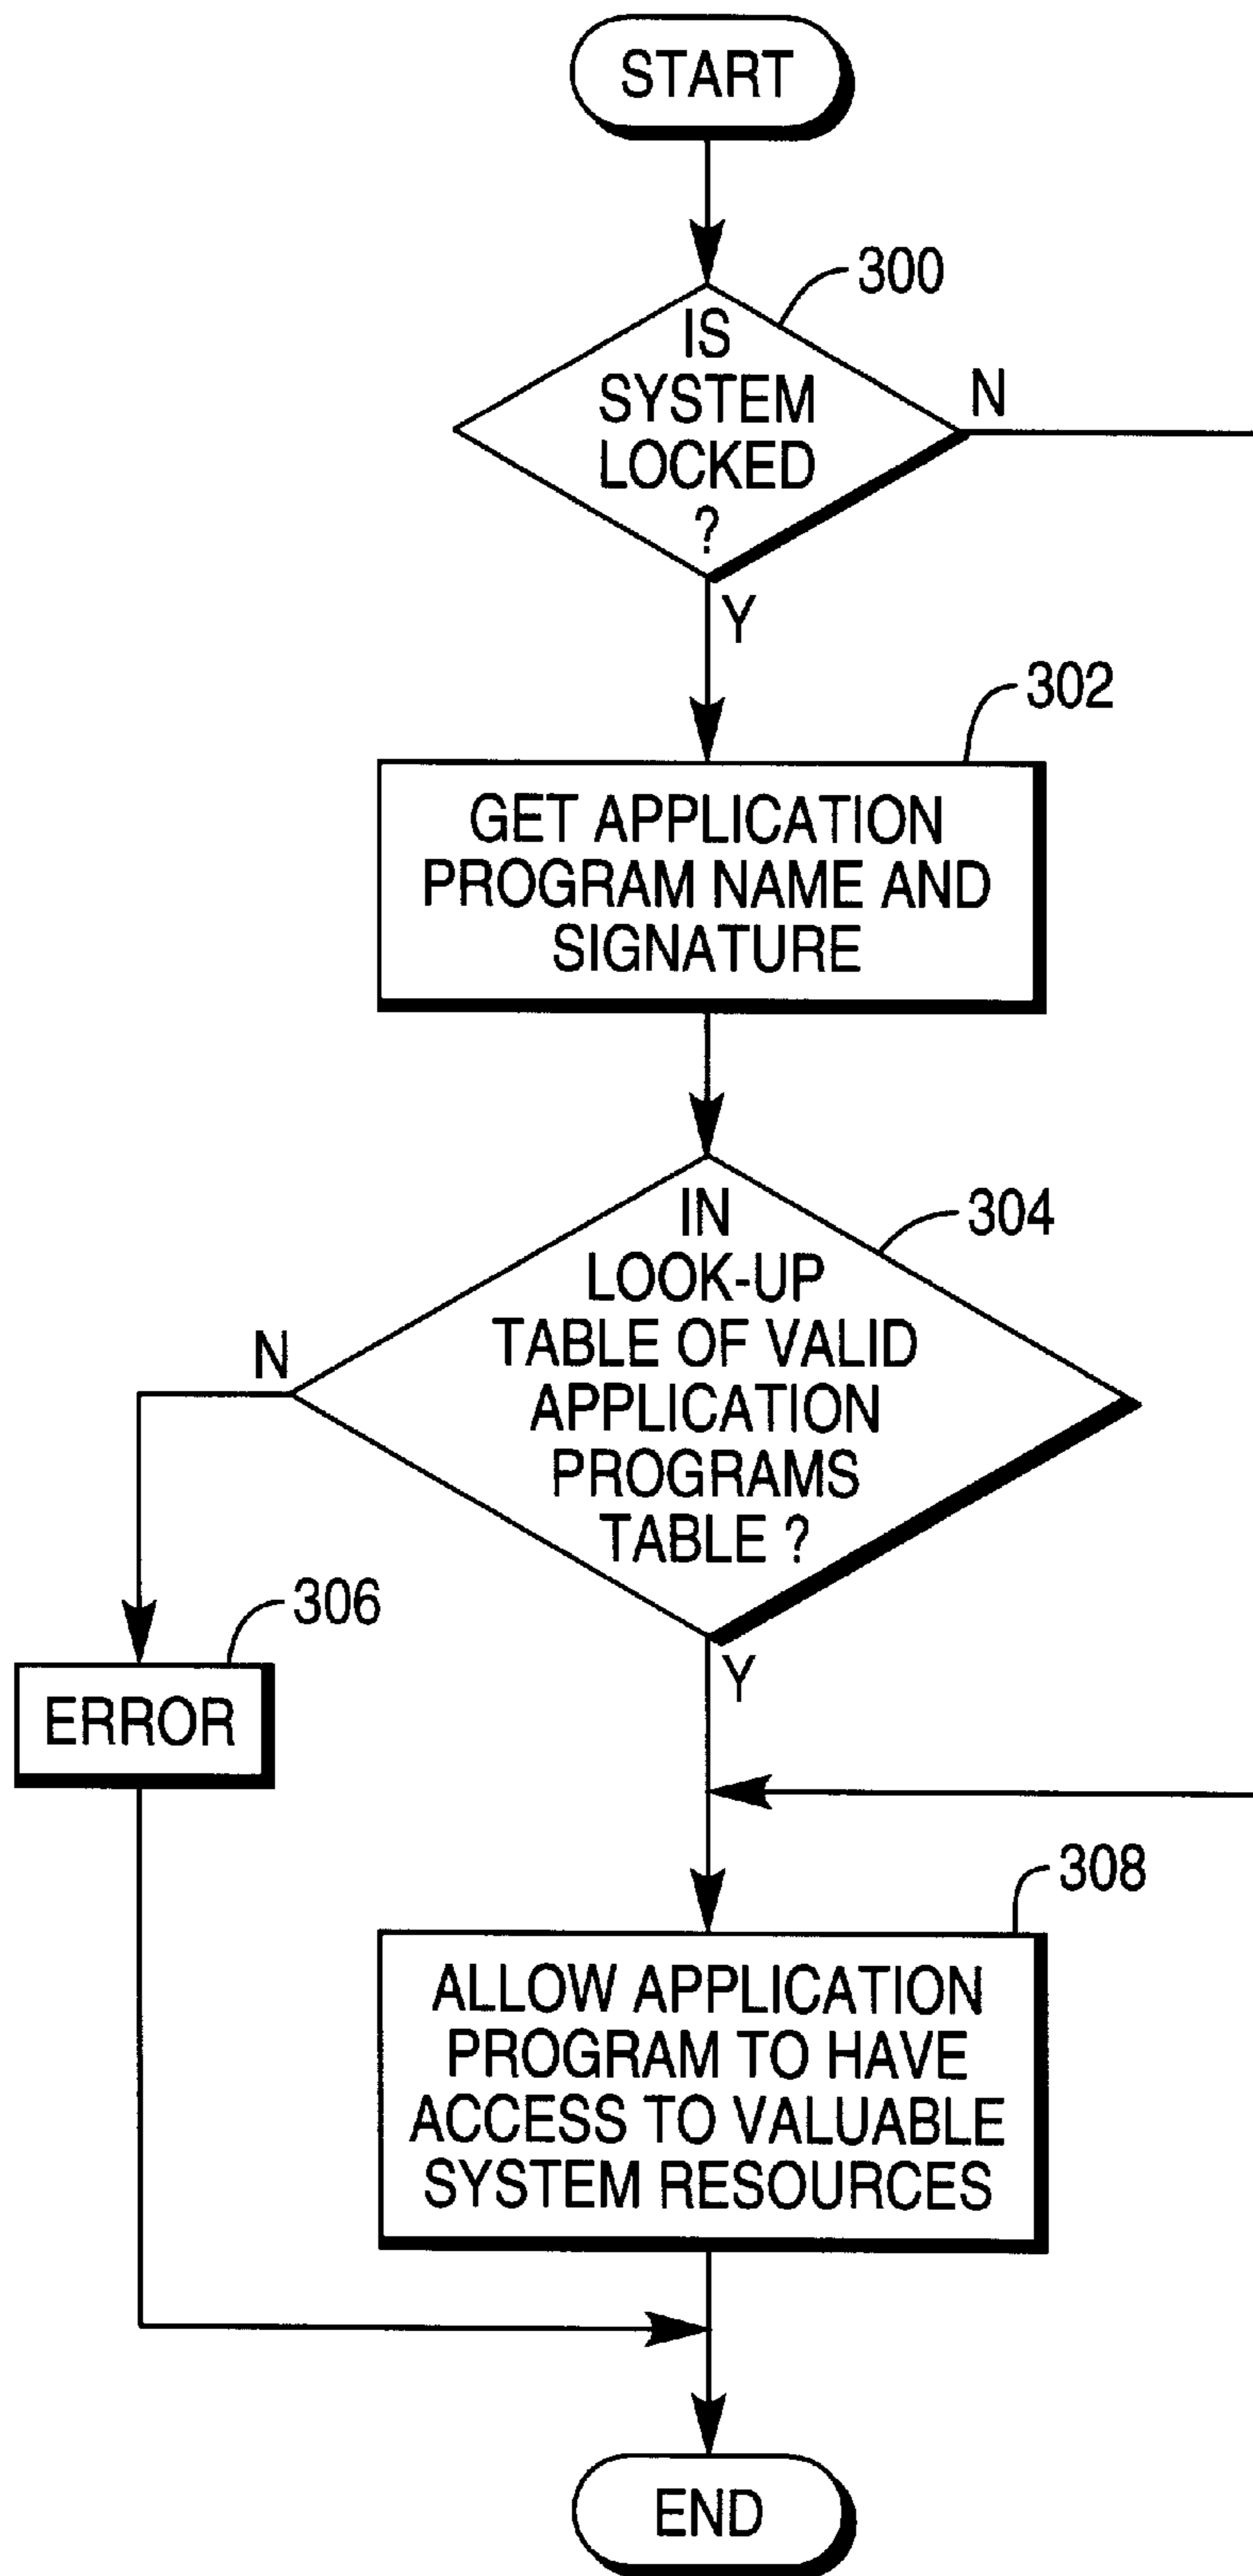 START
300
IS
SYSTEM
LOCKED
?
N
Y
302
GET APPLICATION
PROGRAM NAME AND
SIGNATURE
304
IN
LOOK-UP
TABLE OF VALID
APPLICATION
PROGRAMS
TABLE ?
N
Y
306
ERROR
308
ALLOW APPLICATION
PROGRAM TO HAVE
ACCESS TO VALUABLE
SYSTEM RESOURCES
END